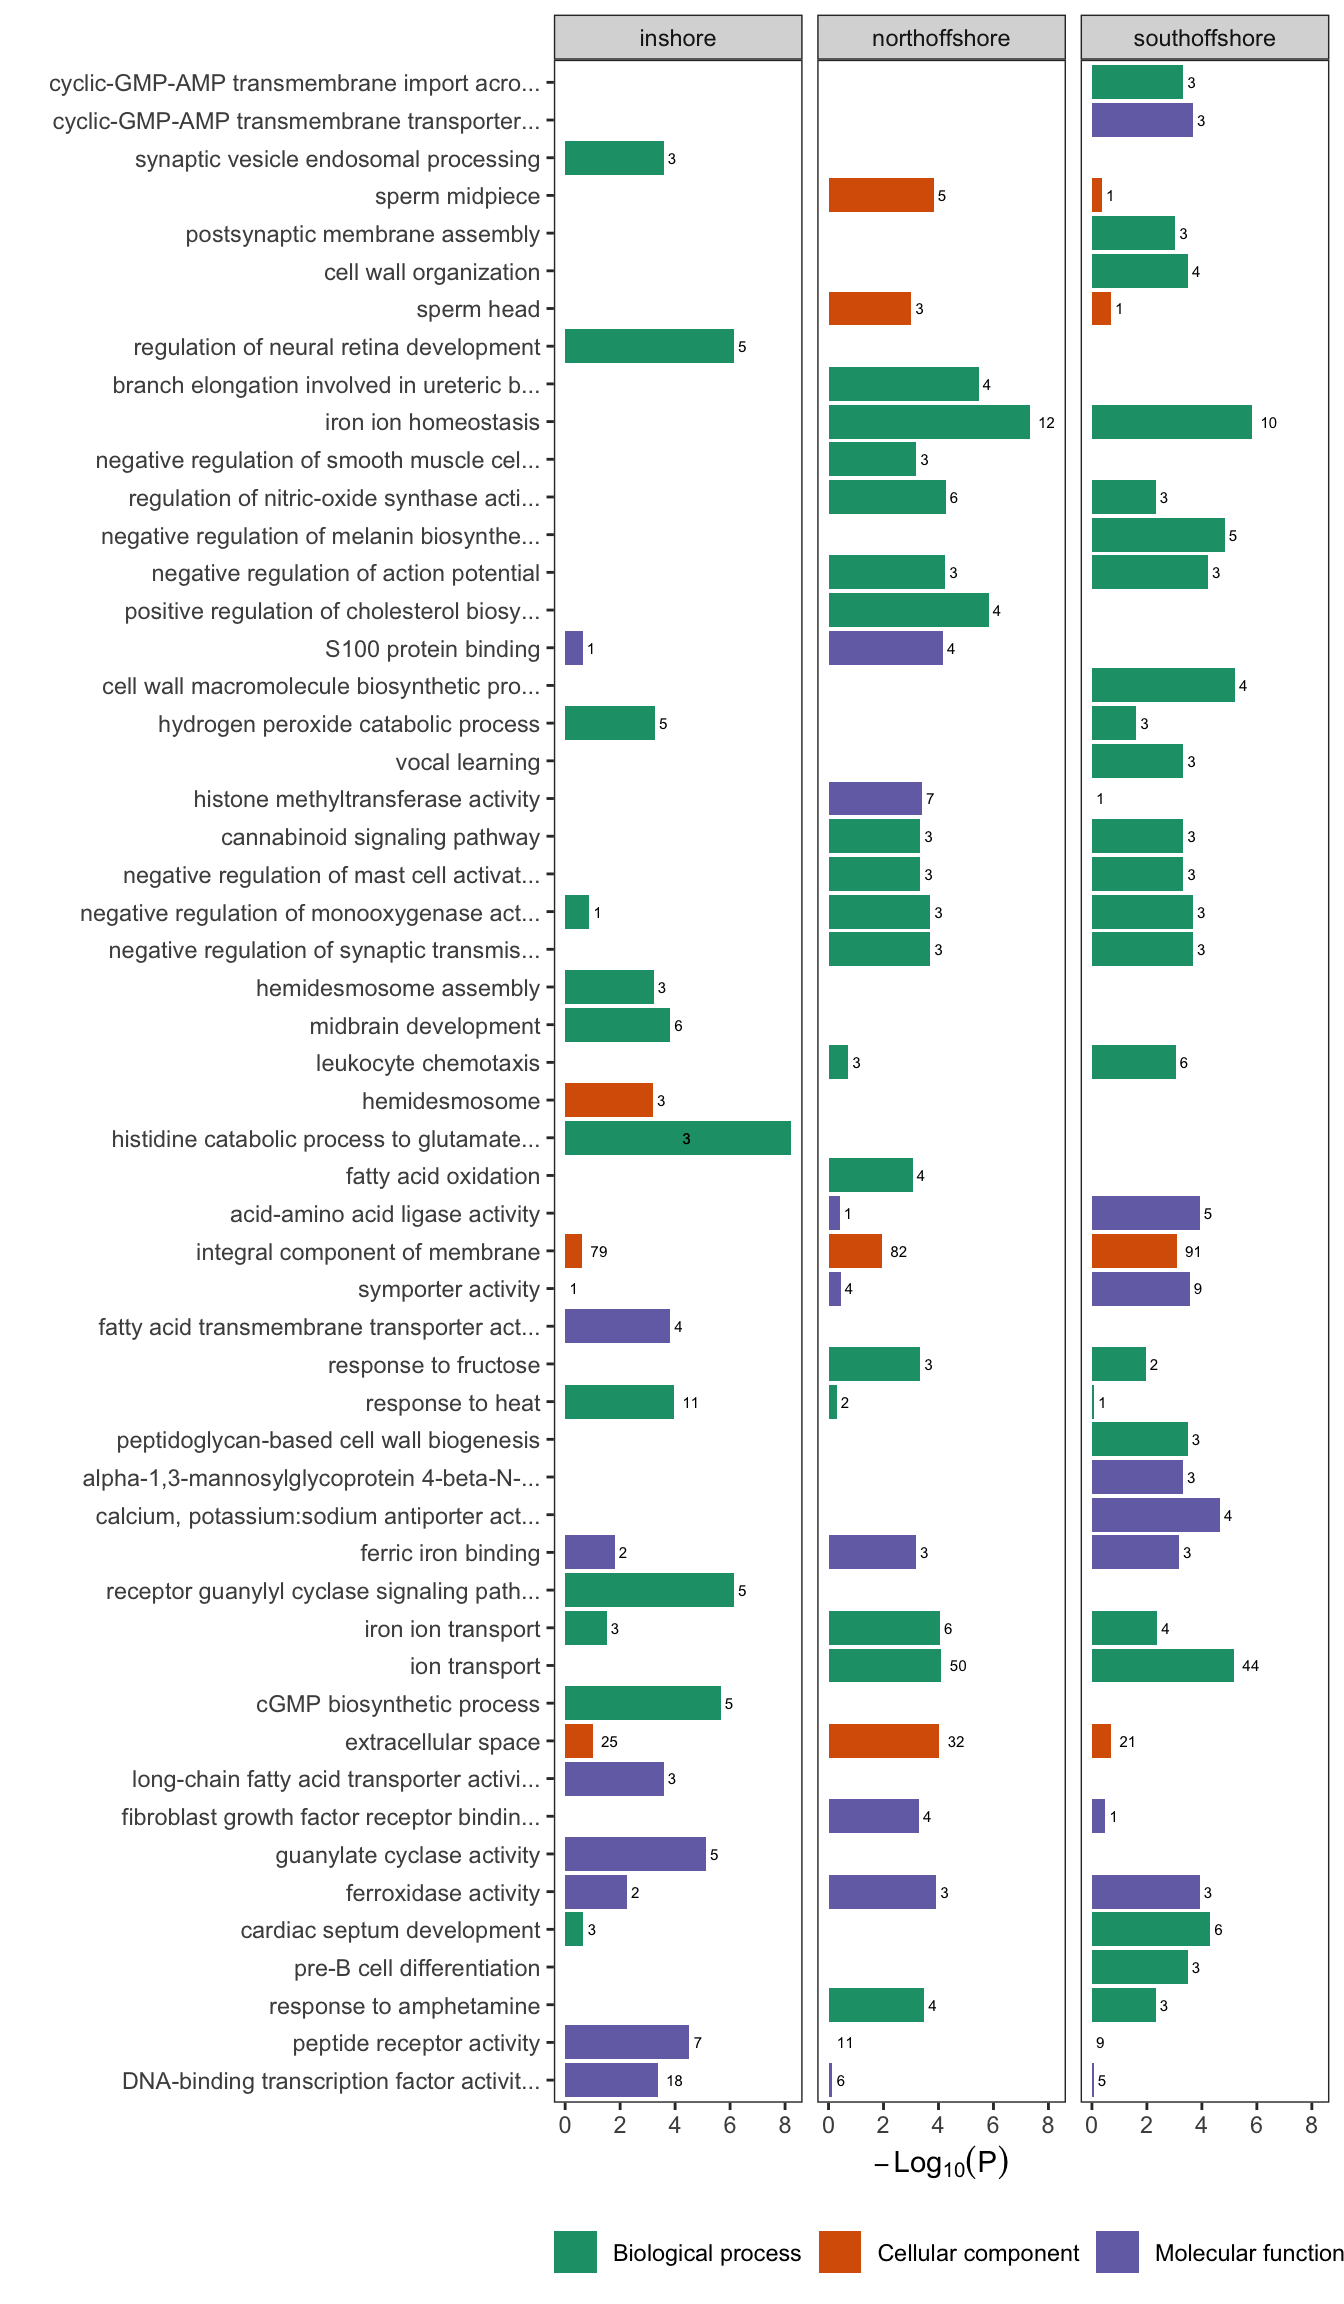 inshore northoffshore southoffshore
cyclic-GMP-AMP transmembrane import acro... 3
cyclic-GMP-AMP transmembrane transporter... 3
synaptic vesicle endosomal processing 3
sperm midpiece 5 1
postsynaptic membrane assembly 3
cell wall organization 4
sperm head 3 1
regulation of neural retina development 5
branch elongation involved in ureteric b... 4
iron ion homeostasis 12 10
negative regulation of smooth muscle cel... 3
regulation of nitric-oxide synthase acti... 6 3
negative regulation of melanin biosynthe... 5
negative regulation of action potential 3 3
positive regulation of cholesterol biosy... 4
S100 protein binding 1 4
cell wall macromolecule biosynthetic pro... 4
hydrogen peroxide catabolic process 5 3
vocal learning 3
histone methyltransferase activity 7 1
cannabinoid signaling pathway 3 3
negative regulation of mast cell activat... 3 3
negative regulation of monooxygenase act... 1 3 3
negative regulation of synaptic transmis... 3 3
hemidesmosome assembly 3
midbrain development 6
leukocyte chemotaxis 3 6
hemidesmosome 3
histidine catabolic process to glutamate... 3
fatty acid oxidation 4
acid-amino acid ligase activity 1 5
integral component of membrane 79 82 91
symporter activity 1 4 9
fatty acid transmembrane transporter act... 4
response to fructose 3 2
response to heat 11 2 1
peptidoglycan-based cell wall biogenesis 3
alpha-1,3-mannosylglycoprotein 4-beta-N-... 3
calcium, potassium:sodium antiporter act... 4
ferric iron binding 2 3 3
receptor guanylyl cyclase signaling path... 5
iron ion transport 3 6 4
ion transport 50 44
cGMP biosynthetic process 5
extracellular space 25 32 21
long-chain fatty acid transporter activi... 3
fibroblast growth factor receptor bindin... 4 1
guanylate cyclase activity 5
ferroxidase activity 2 3 3
cardiac septum development 3 6
pre-B cell differentiation 3
response to amphetamine 4 3
peptide receptor activity 7 11 9
DNA-binding transcription factor activit... 18 6 5
0 2 4 6 8 0 2 4 6 8 0 2 4 6 8
−Log10(P)
Biological process Cellular component Molecular function